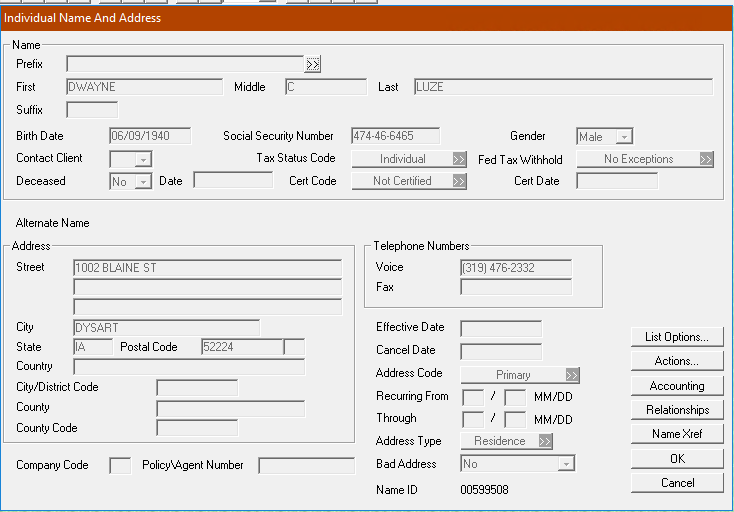 Individual Name And Address
Name
Prefix >>
First DWAYNE Middle C Last LUZE
Suffix
Birth Date 06/09/1940 Social Security Number 474-46-6465 Gender Male
Contact Client Tax Status Code Individual >> Fed Tax Withhold No Exceptions >>
Deceased No Date Cert Code Not Certified >> Cert Date
Alternate Name
Address
Street 1002 BLAINE ST
City DYSART
State IA Postal Code 52224
Country
City/District Code
County
County Code
Company Code Policy\Agent Number
Telephone Numbers
Voice (319) 476-2332
Fax
Effective Date
Cancel Date
Address Code Primary >>
Recurring From / MM/DD
Through / MM/DD
Address Type Residence >>
Bad Address No
Name ID 00599508
List Options...
Actions...
Accounting
Relationships
Name Xref
OK
Cancel